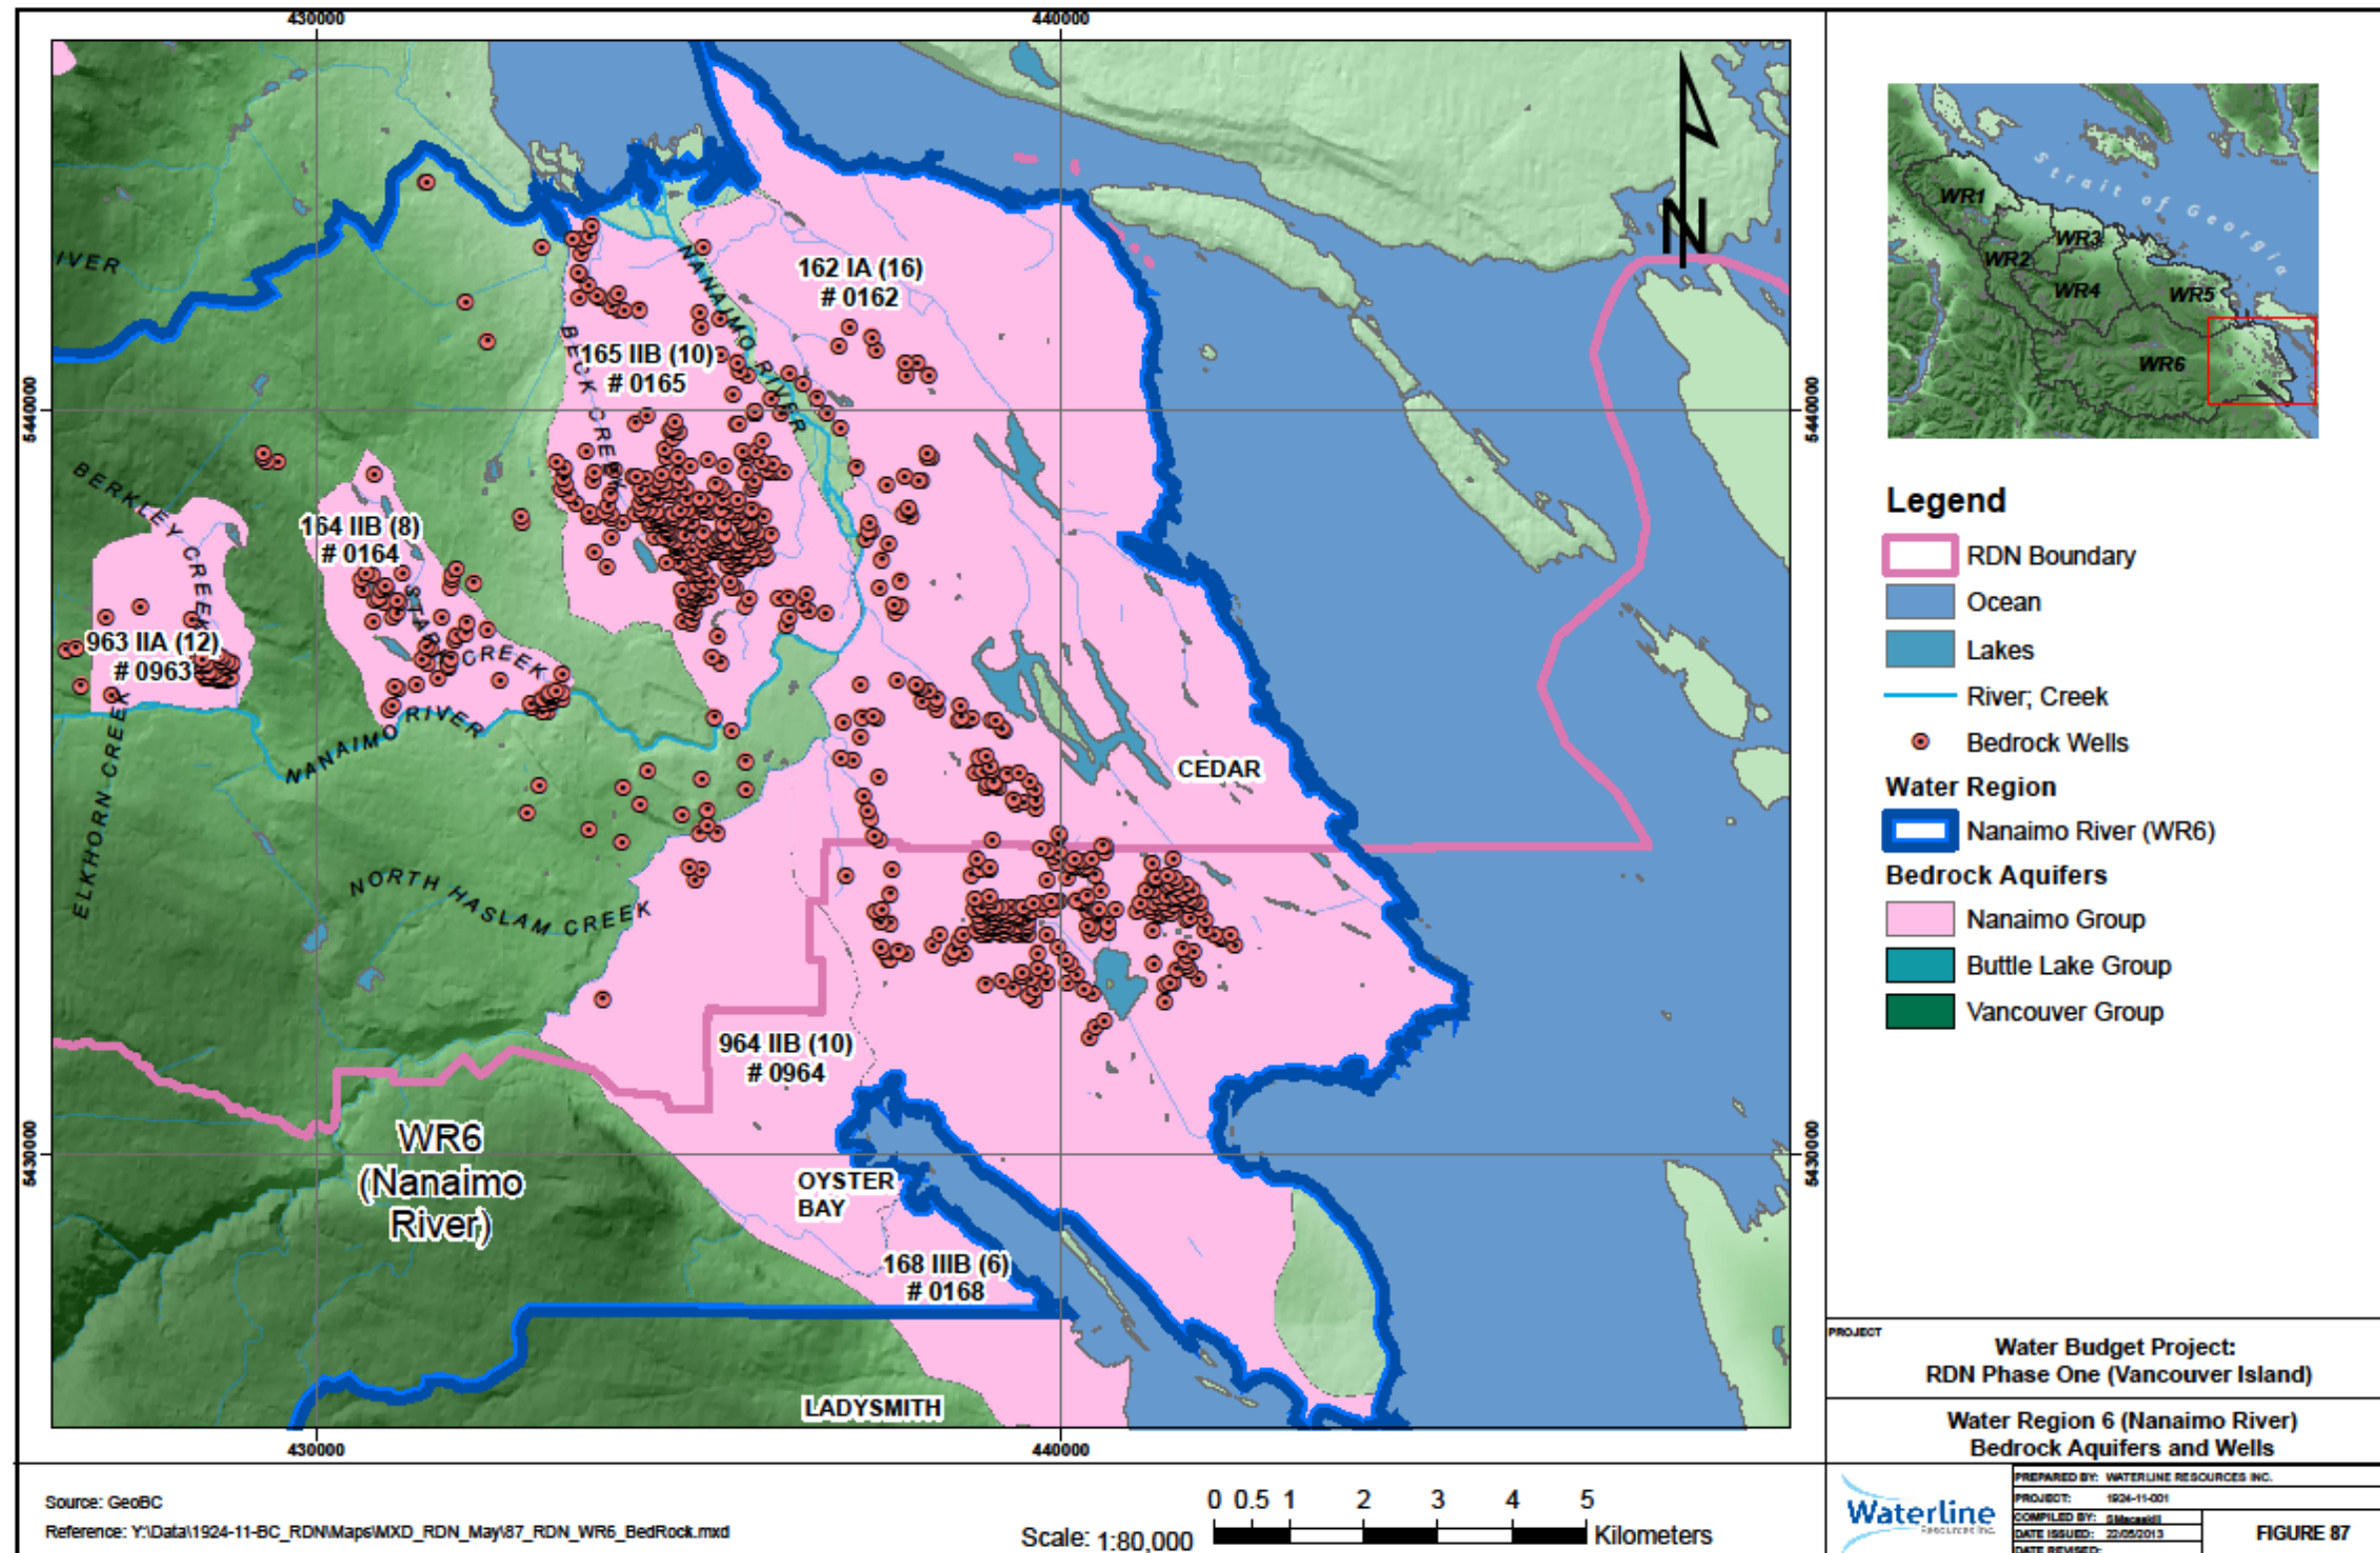 430000
440000
5440000
5440000
5430000
5430000
430000
440000
IVER
162 IA (16)
# 0162
NANAIMO RIVER
165 IIB (10)
# 0165
BECK CREEK
BERKLEY CREEK
164 IIB (8)
# 0164
STARK CREEK
963 IIA (12)
# 0963
NANAIMO RIVER
ELKHORN CREEK
CEDAR
NORTH HASLAM CREEK
964 IIB (10)
# 0964
WR6
(Nanaimo
River)
OYSTER
BAY
168 IIIB (6)
# 0168
LADYSMITH
N
Strait of Georgia
WR1
WR3
WR2
WR4
WR5
WR6
Legend
RDN Boundary
Ocean
Lakes
River; Creek
Bedrock Wells
Water Region
Nanaimo River (WR6)
Bedrock Aquifers
Nanaimo Group
Buttle Lake Group
Vancouver Group
PROJECT
Water Budget Project:
RDN Phase One (Vancouver Island)
Water Region 6 (Nanaimo River)
Bedrock Aquifers and Wells
Source: GeoBC
Reference: Y:\Data\1924-11-BC_RDN\Maps\MXD_RDN_May\87_RDN_WR6_BedRock.mxd
0 0.5 1 2 3 4 5
Scale: 1:80,000 Kilometers
Waterline
Resources Inc.
PREPARED BY: WATERLINE RESOURCES INC.
PROJECT: 1924-11-001
COMPILED BY:
DATE ISSUED: 22/05/2013
DATE REVISED:
FIGURE 87